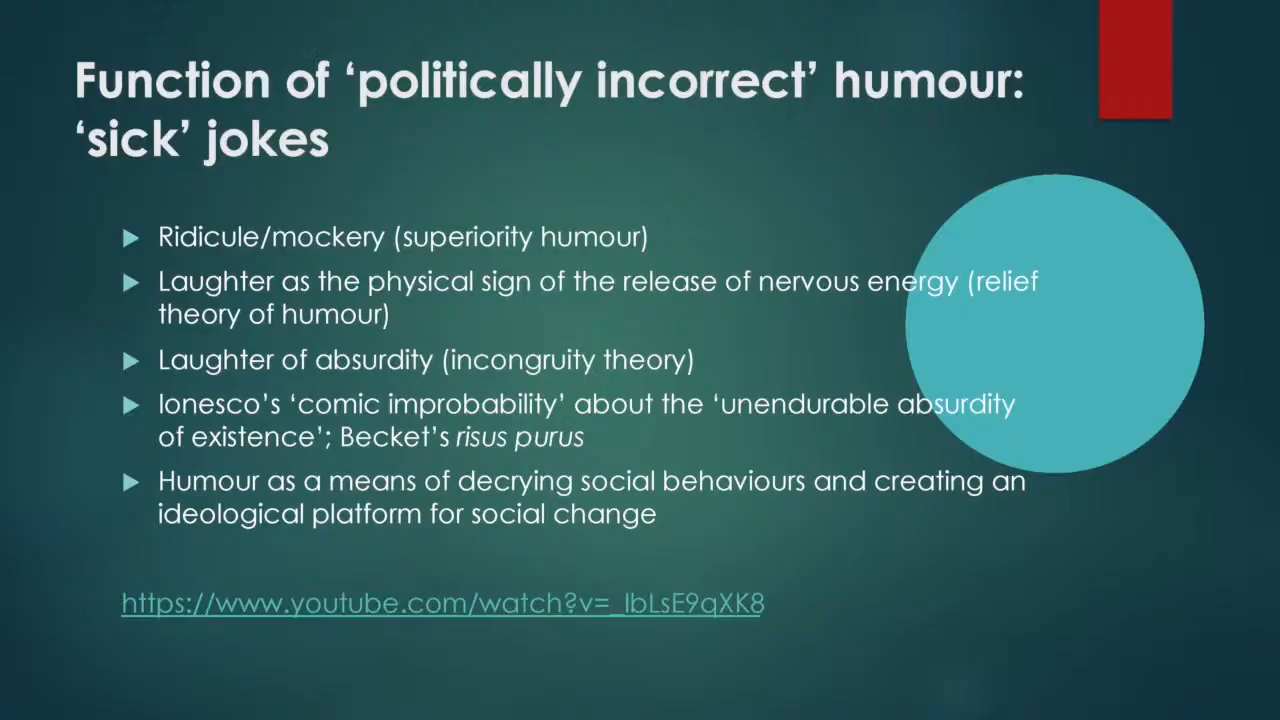 Function of ‘politically incorrect’ humour:
‘sick’ jokes
Ridicule/mockery (superiority humour)
Laughter as the physical sign of the release of nervous energy (relief
theory of humour)
Laughter of absurdity (incongruity theory)
Ionesco’s ‘comic improbability’ about the ‘unendurable absurdity
of existence’; Becket’s risus purus
Humour as a means of decrying social behaviours and creating an
ideological platform for social change
https://www.youtube.com/watch?v=_lbLsE9qXK8